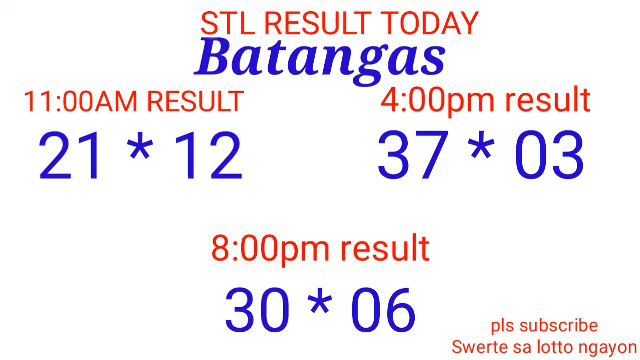 STL RESULT TODAY
Batangas
11:00AM RESULT
21 * 12
4:00pm result
37 * 03
8:00pm result
30 * 06
pls subscribe
Swerte sa lotto ngayon